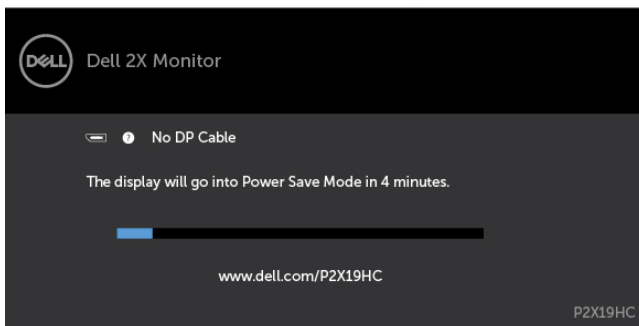 DELL
Dell 2X Monitor
? No DP Cable
The display will go into Power Save Mode in 4 minutes.
www.dell.com/P2X19HC
P2X19HC